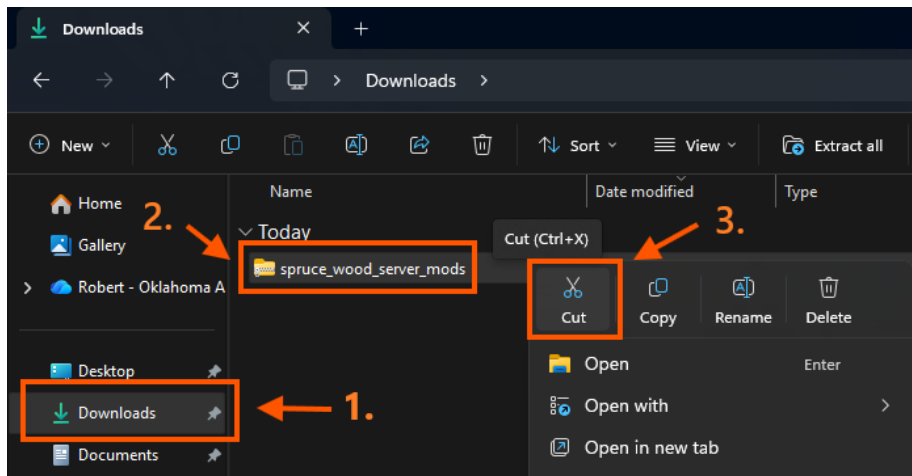 Downloads
Downloads
New
Sort
View
Extract all
Name
Date modified
Type
Home
2.
3.
Today
Cut (Ctrl+X)
Gallery
spruce_wood_server_mods
Robert - Oklahoma A
Cut
Copy
Rename
Delete
Open
Enter
Desktop
Open with
Downloads
1.
Open in new tab
Documents